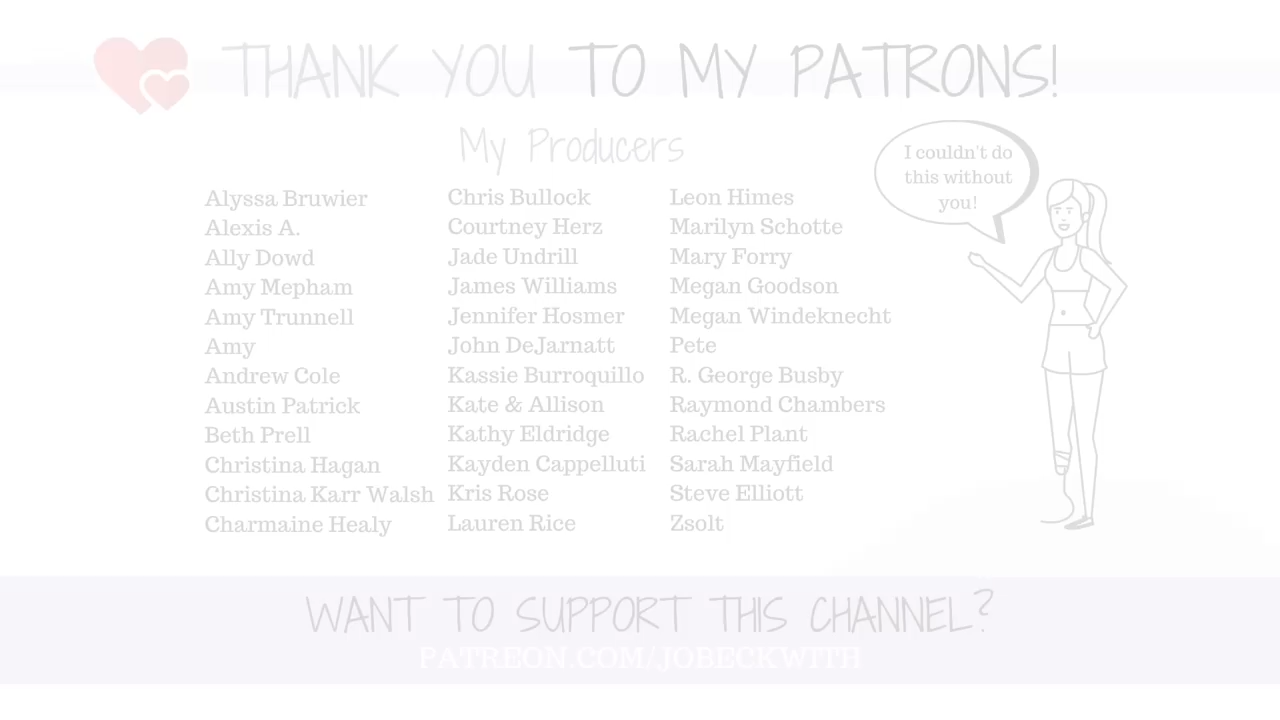 THANK YOU TO MY PATRONS!
My Producers
I couldn't do
this without
you!
Alyssa Bruwier
Alexis A.
Ally Dowd
Amy Mepham
Amy Trunnell
Amy
Andrew Cole
Austin Patrick
Beth Prell
Christina Hagan
Christina Karr Walsh
Charmaine Healy
Chris Bullock
Courtney Herz
Jade Undrill
James Williams
Jennifer Hosmer
John DeJarnatt
Kassie Burroquillo
Kate & Allison
Kathy Eldridge
Kayden Cappelluti
Kris Rose
Lauren Rice
Leon Himes
Marilyn Schotte
Mary Forry
Megan Goodson
Megan Windeknecht
Pete
R. George Busby
Raymond Chambers
Rachel Plant
Sarah Mayfield
Steve Elliott
Zsolt
WANT TO SUPPORT THIS CHANNEL?
PATREON.COM/JOBECKWITH